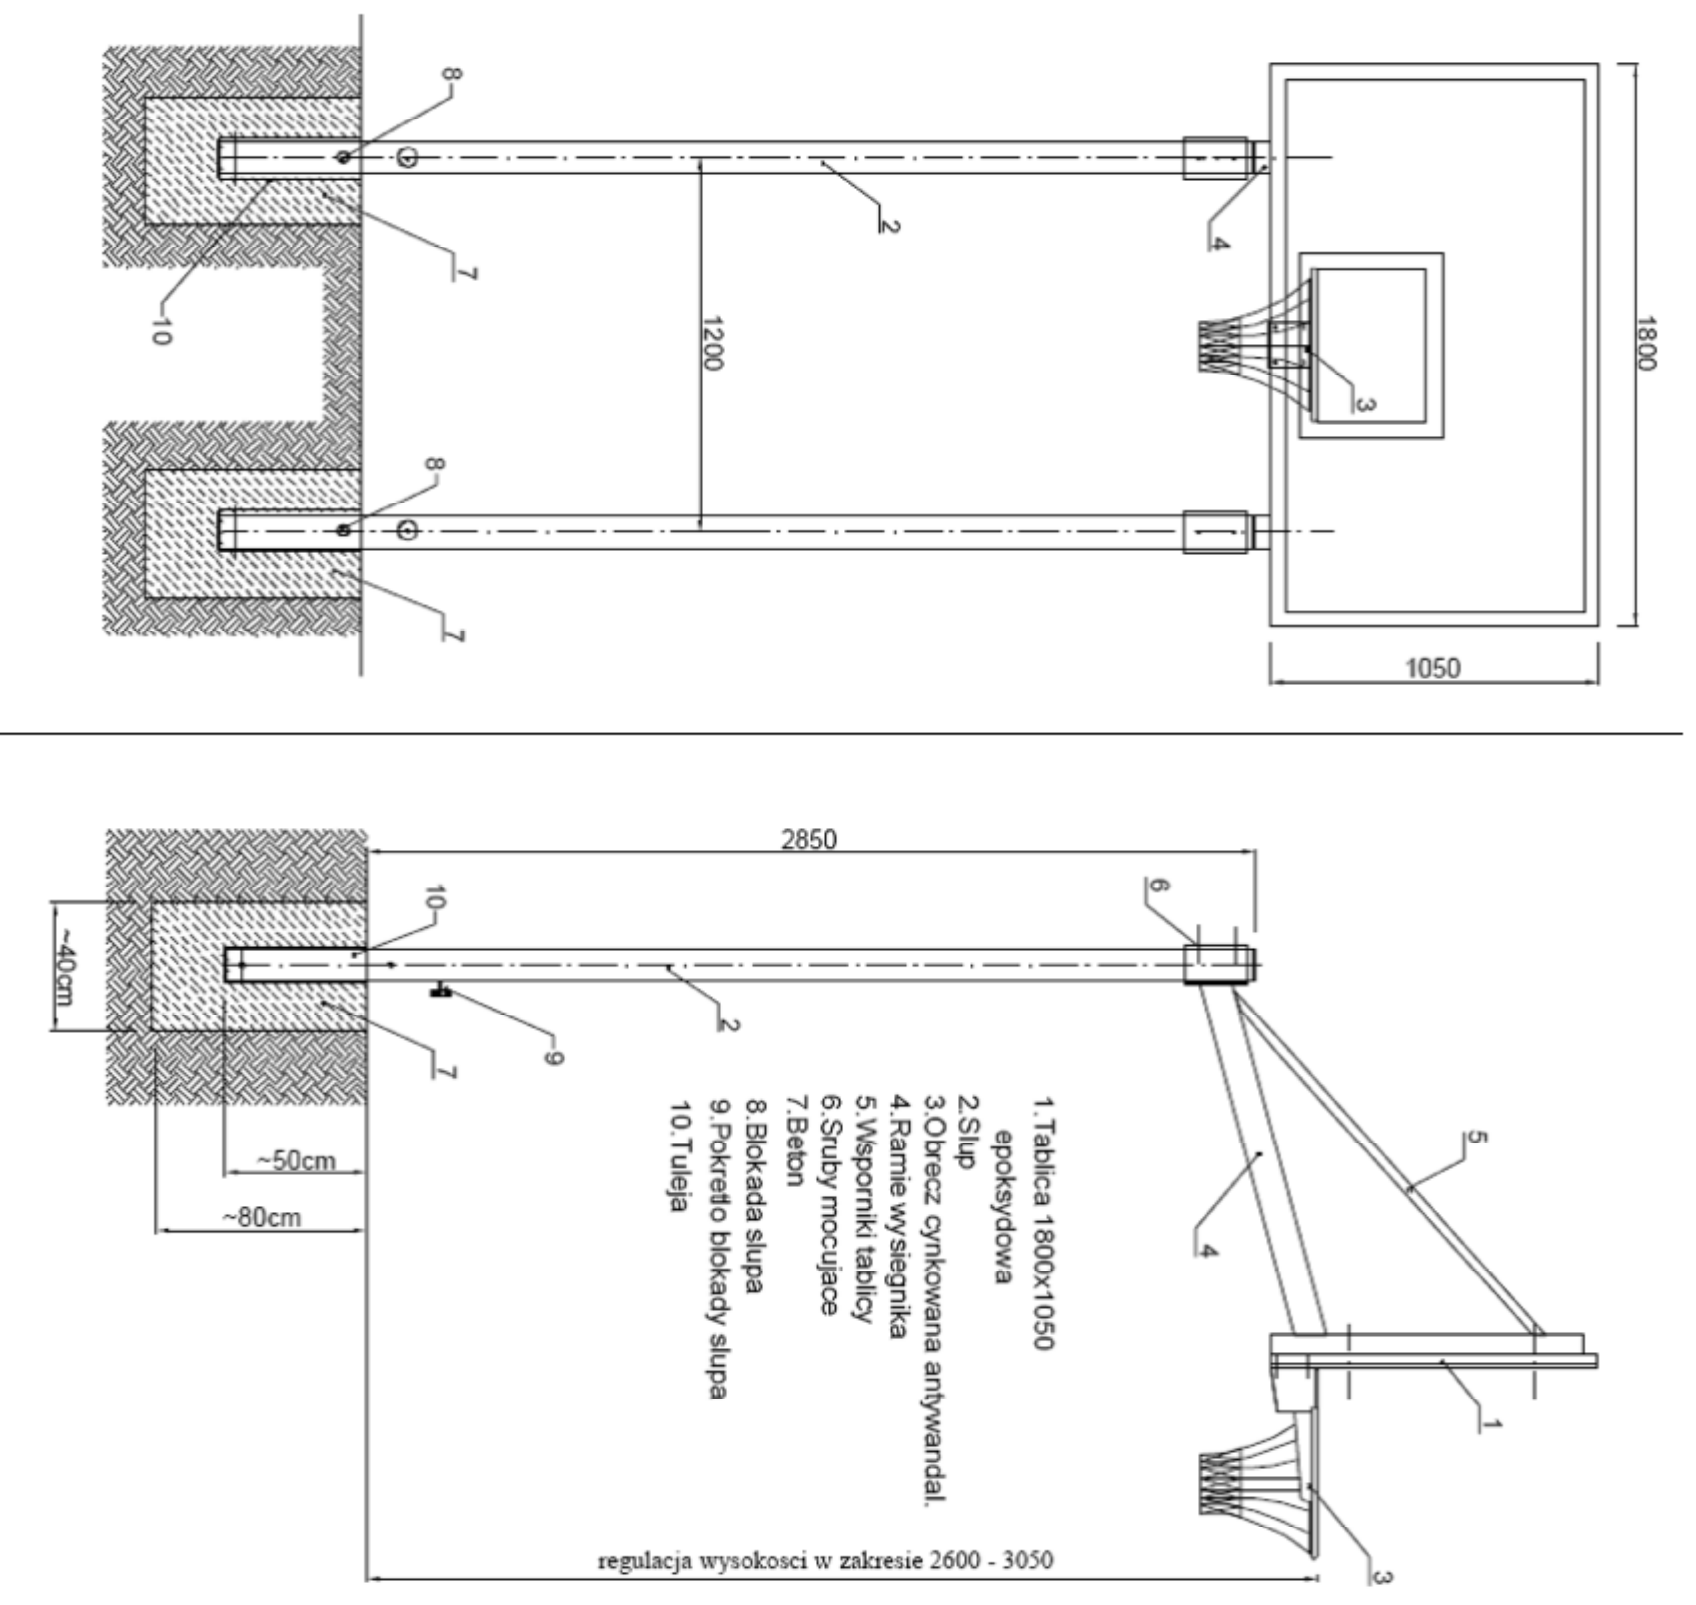 8
8
2
4
7
10
1200
3
1800
8
7
1050
2850
6
10
~40cm
2
9
7
5
4
1
~50cm
~80cm
1.Tablica 1800x1050
epoksydowa
2.Slup
3.Obrecz cynkowana antywandal.
4.Ramie wysiegnika
5.Wsporniki tablicy
6.Sruby mocujace
7.Beton
8.Blokada slupa
9.Pokretlo blokady slupa
10.Tuleja
regulacja wysokosci w zakresie 2600 - 3050
3